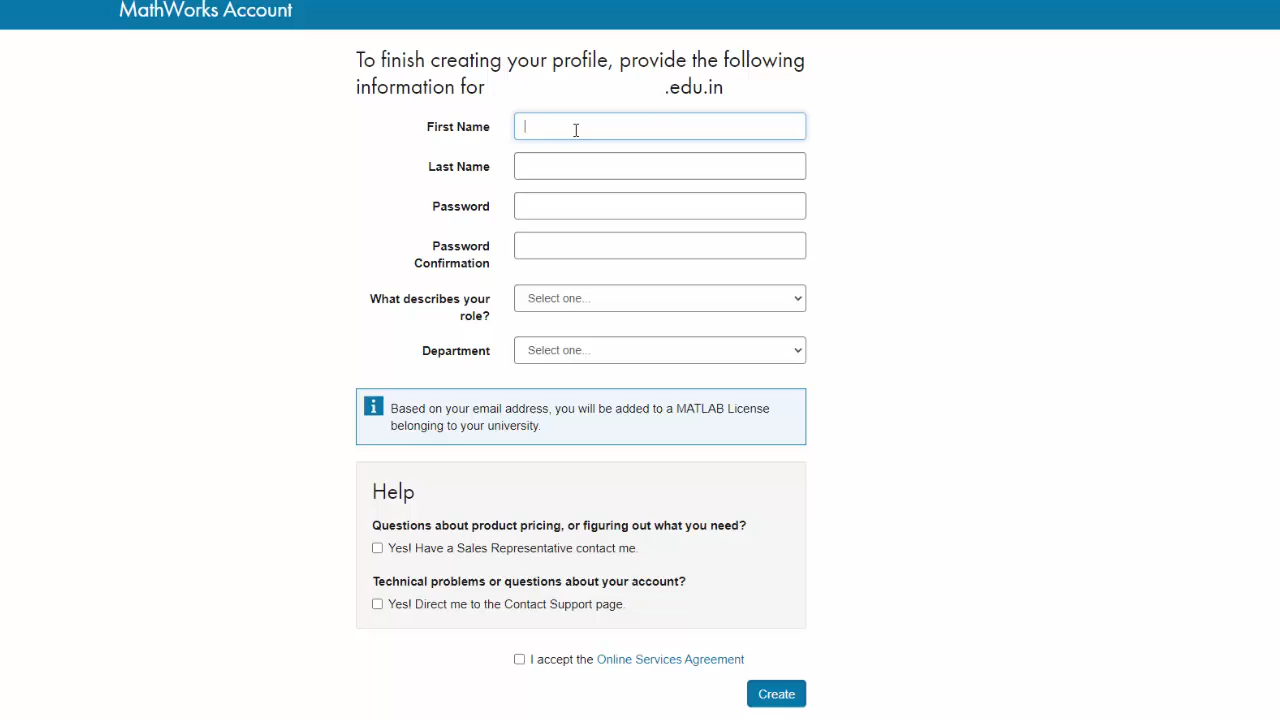 MathWorks Account
To finish creating your profile, provide the following
information for .edu.in
First Name
Last Name
Password
Password
Confirmation
What describes your
role?
Select one...
Department
Select one...
i
Based on your email address, you will be added to a MATLAB License
belonging to your university.
Help
Questions about product pricing, or figuring out what you need?
Yes! Have a Sales Representative contact me.
Technical problems or questions about your account?
Yes! Direct me to the Contact Support page.
I accept the Online Services Agreement
Create